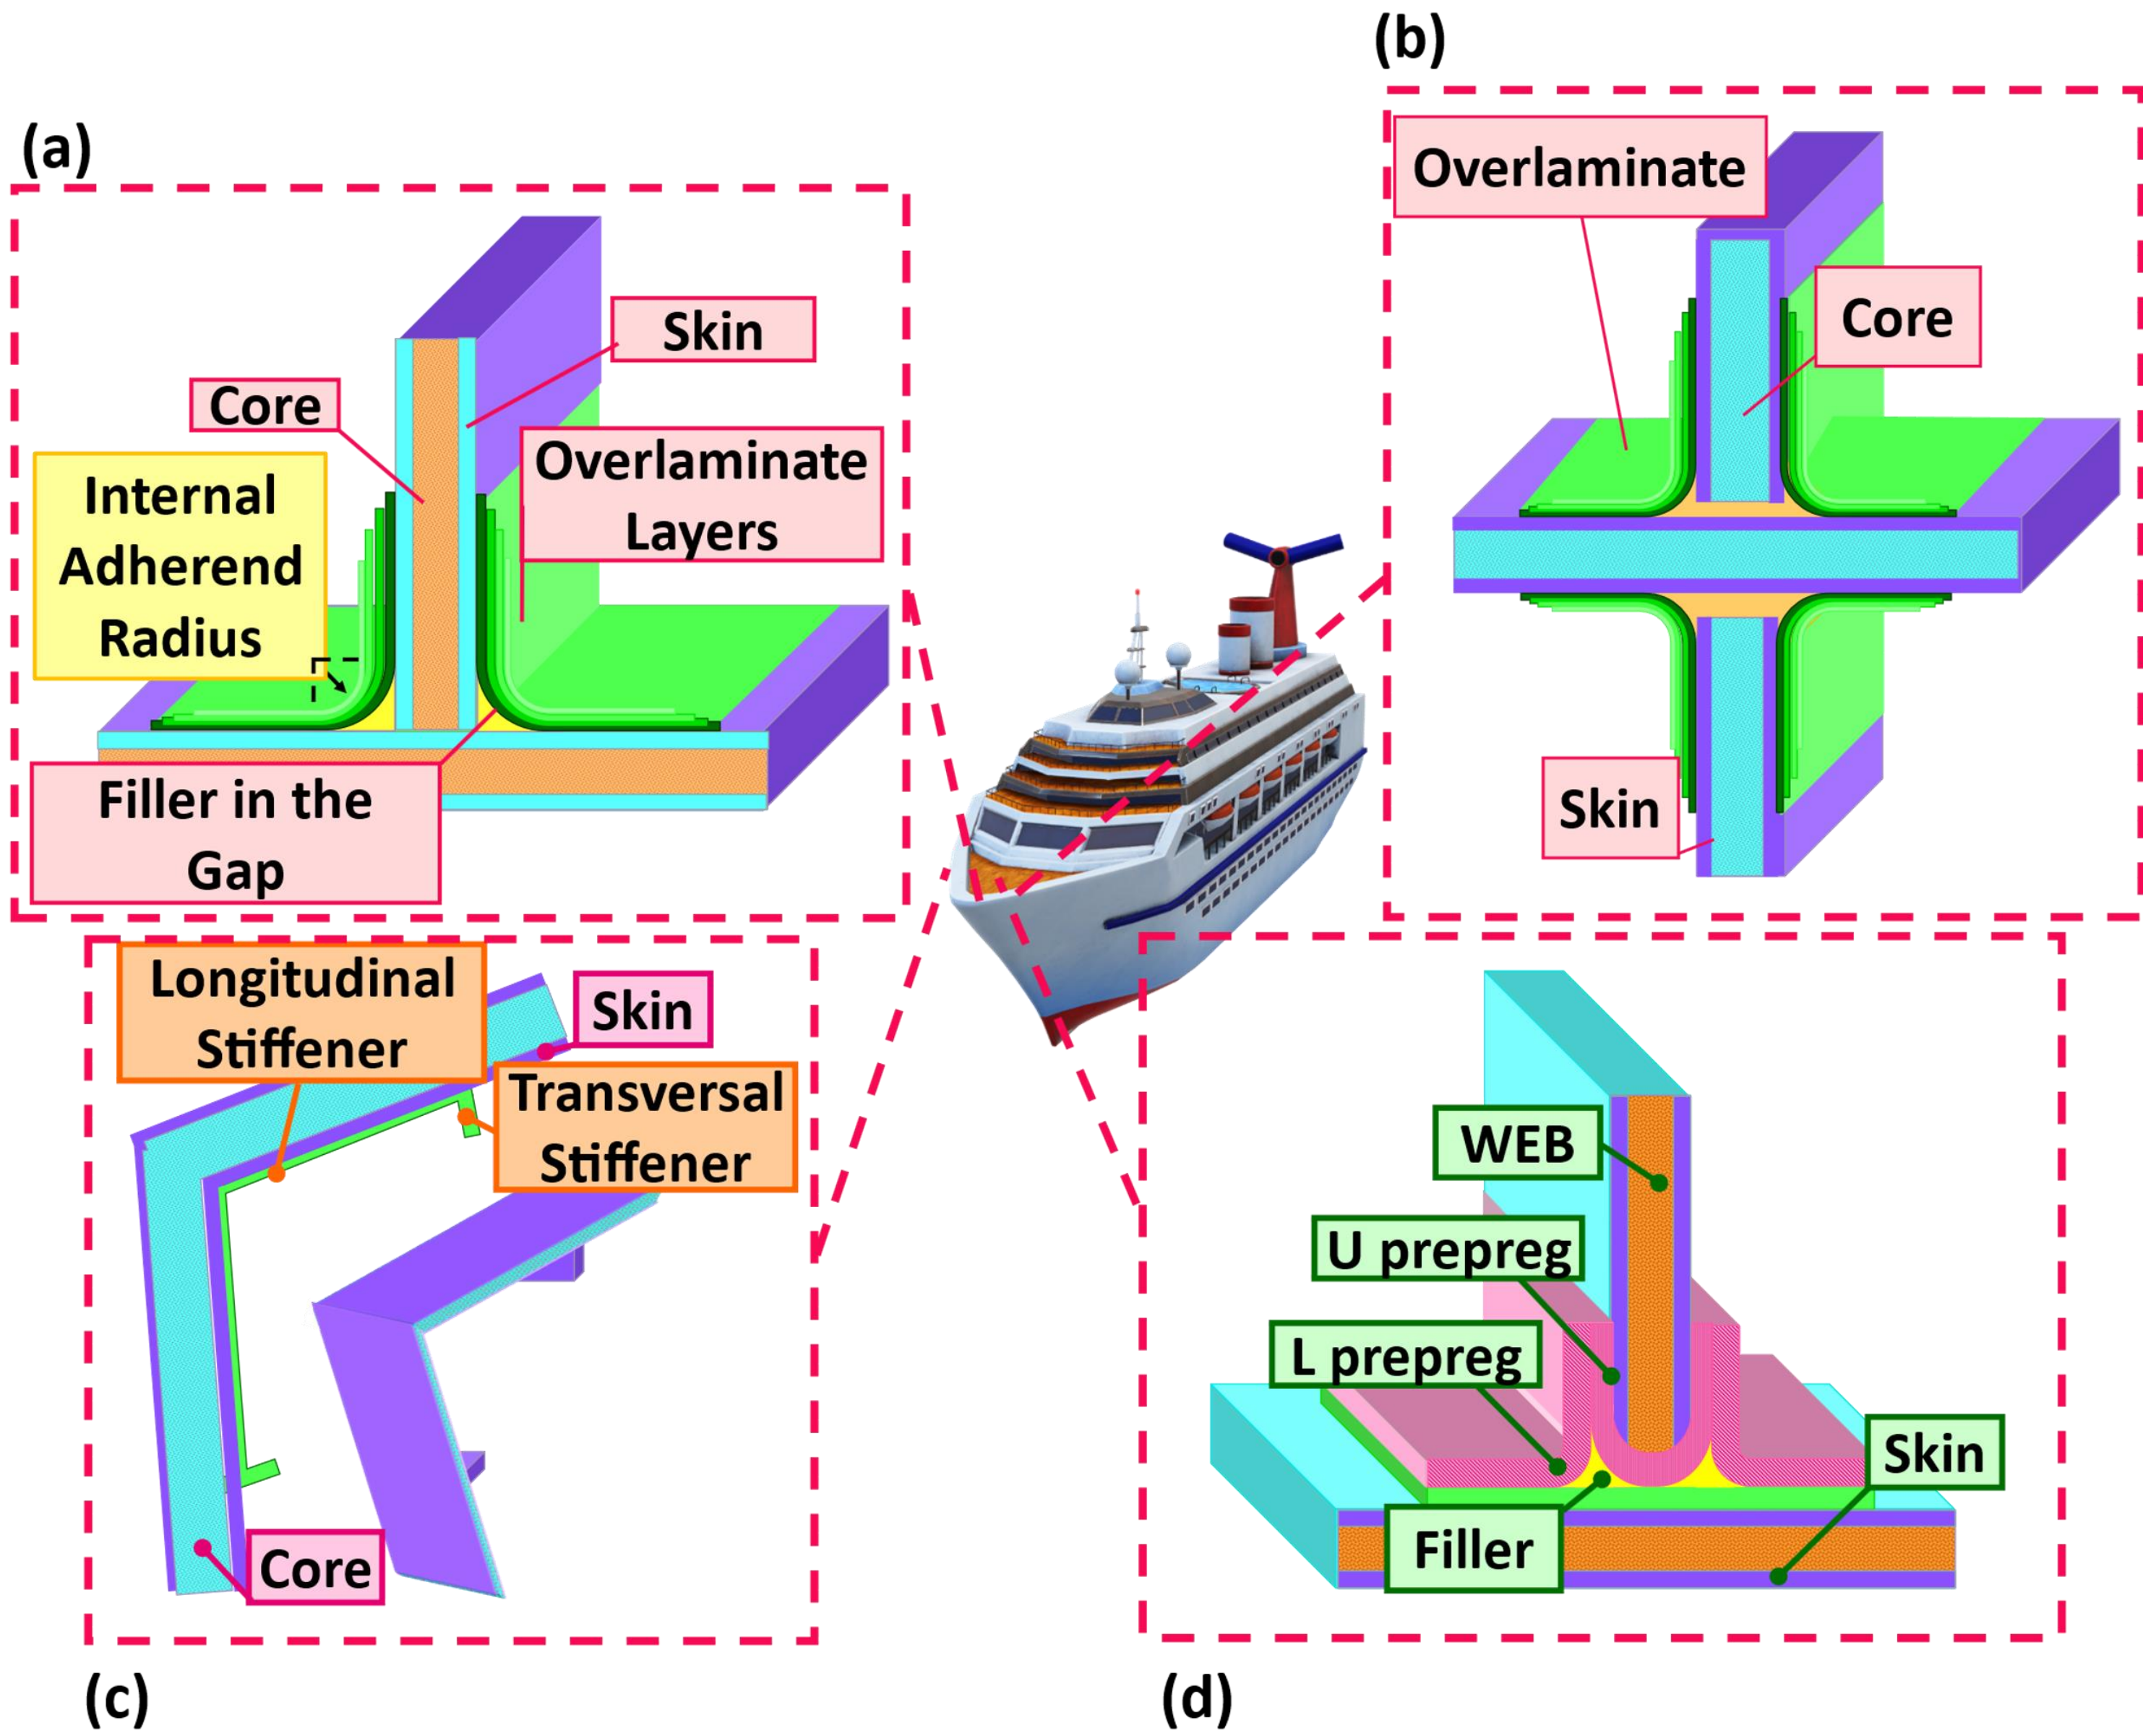 (a)
Skin
Core
Internal
Adherend
Radius
Overlaminate
Layers
Filler in the
Gap
(b)
Overlaminate
Core
Skin
Longitudinal
Stiffener
Skin
Transversal
Stiffener
Core
(c)
WEB
U prepreg
L prepreg
Skin
Filler
(d)